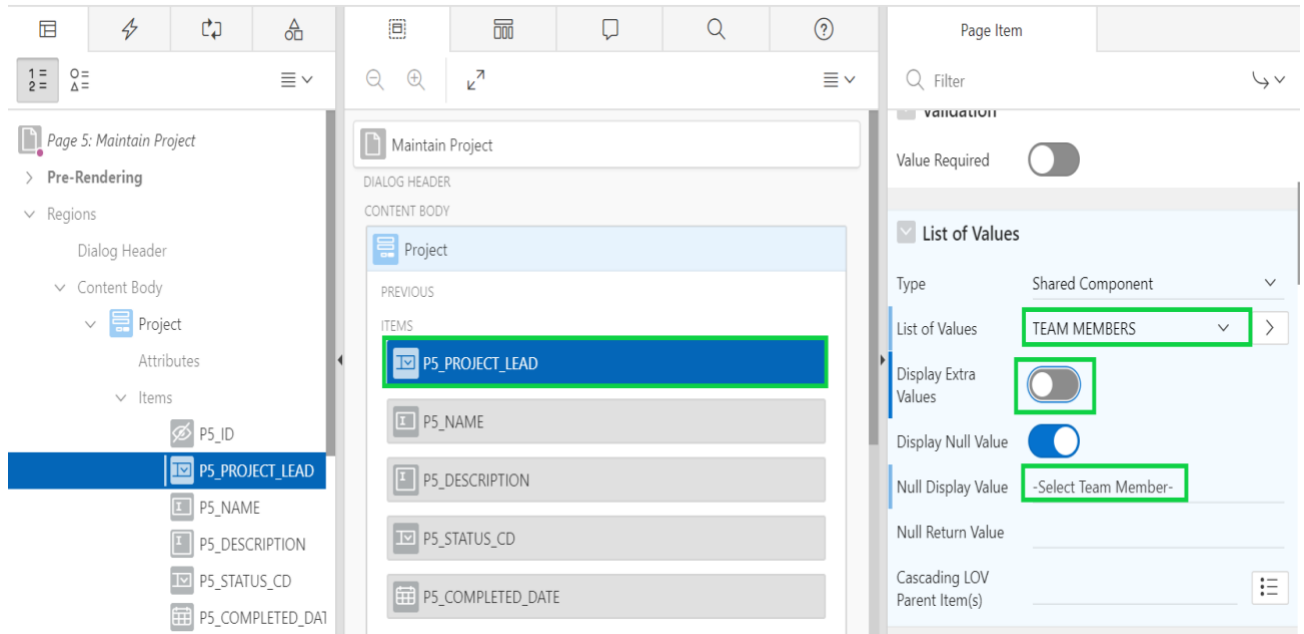 Page 5: Maintain Project
Pre-Rendering
Regions
Dialog Header
Content Body
Project
Attributes
Items
P5_ID
P5_PROJECT_LEAD
P5_NAME
P5_DESCRIPTION
P5_STATUS_CD
P5_COMPLETED_DAT
Maintain Project
DIALOG HEADER
CONTENT BODY
Project
PREVIOUS
ITEMS
P5_PROJECT_LEAD
P5_NAME
P5_DESCRIPTION
P5_STATUS_CD
P5_COMPLETED_DATE
Page Item
Filter
Validation
Value Required
List of Values
Type Shared Component
List of Values TEAM MEMBERS
Display Extra
Values
Display Null Value
Null Display Value -Select Team Member-
Null Return Value
Cascading LOV
Parent Item(s)